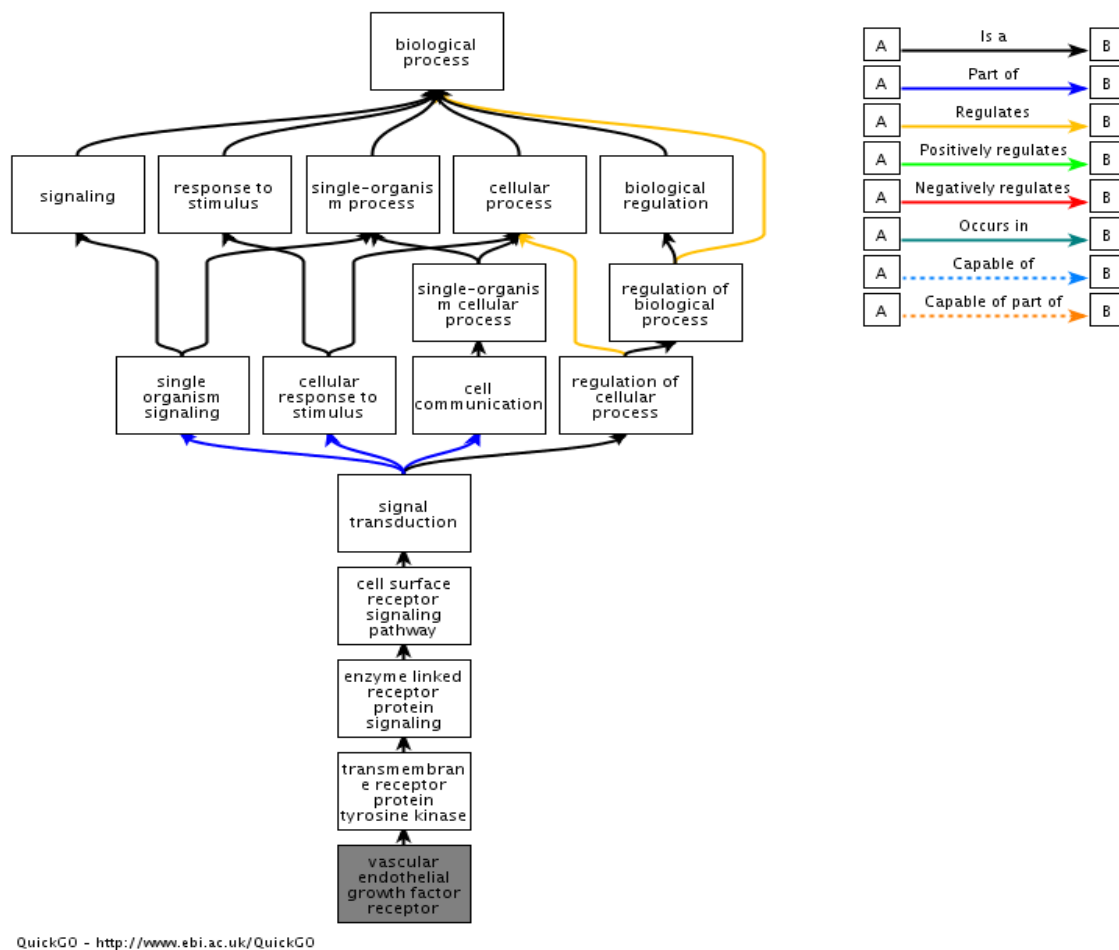 biological
process
signaling
response to
stimulus
single-organis
m process
cellular
process
biological
regulation
single-organis
m cellular
process
regulation of
biological
process
single
organism
signaling
cellular
response to
stimulus
cell
communication
regulation of
cellular
process
signal
transduction
cell surface
receptor
signaling
pathway
enzyme linked
receptor
protein
signaling
transmembran
e receptor
protein
tyrosine kinase
vascular
endothelial
growth factor
receptor
A Is a B
A Part of B
A Regulates B
A Positively regulates B
A Negatively regulates B
A Occurs in B
A Capable of B
A Capable of part of B
QuickGO - http://www.ebi.ac.uk/QuickGO